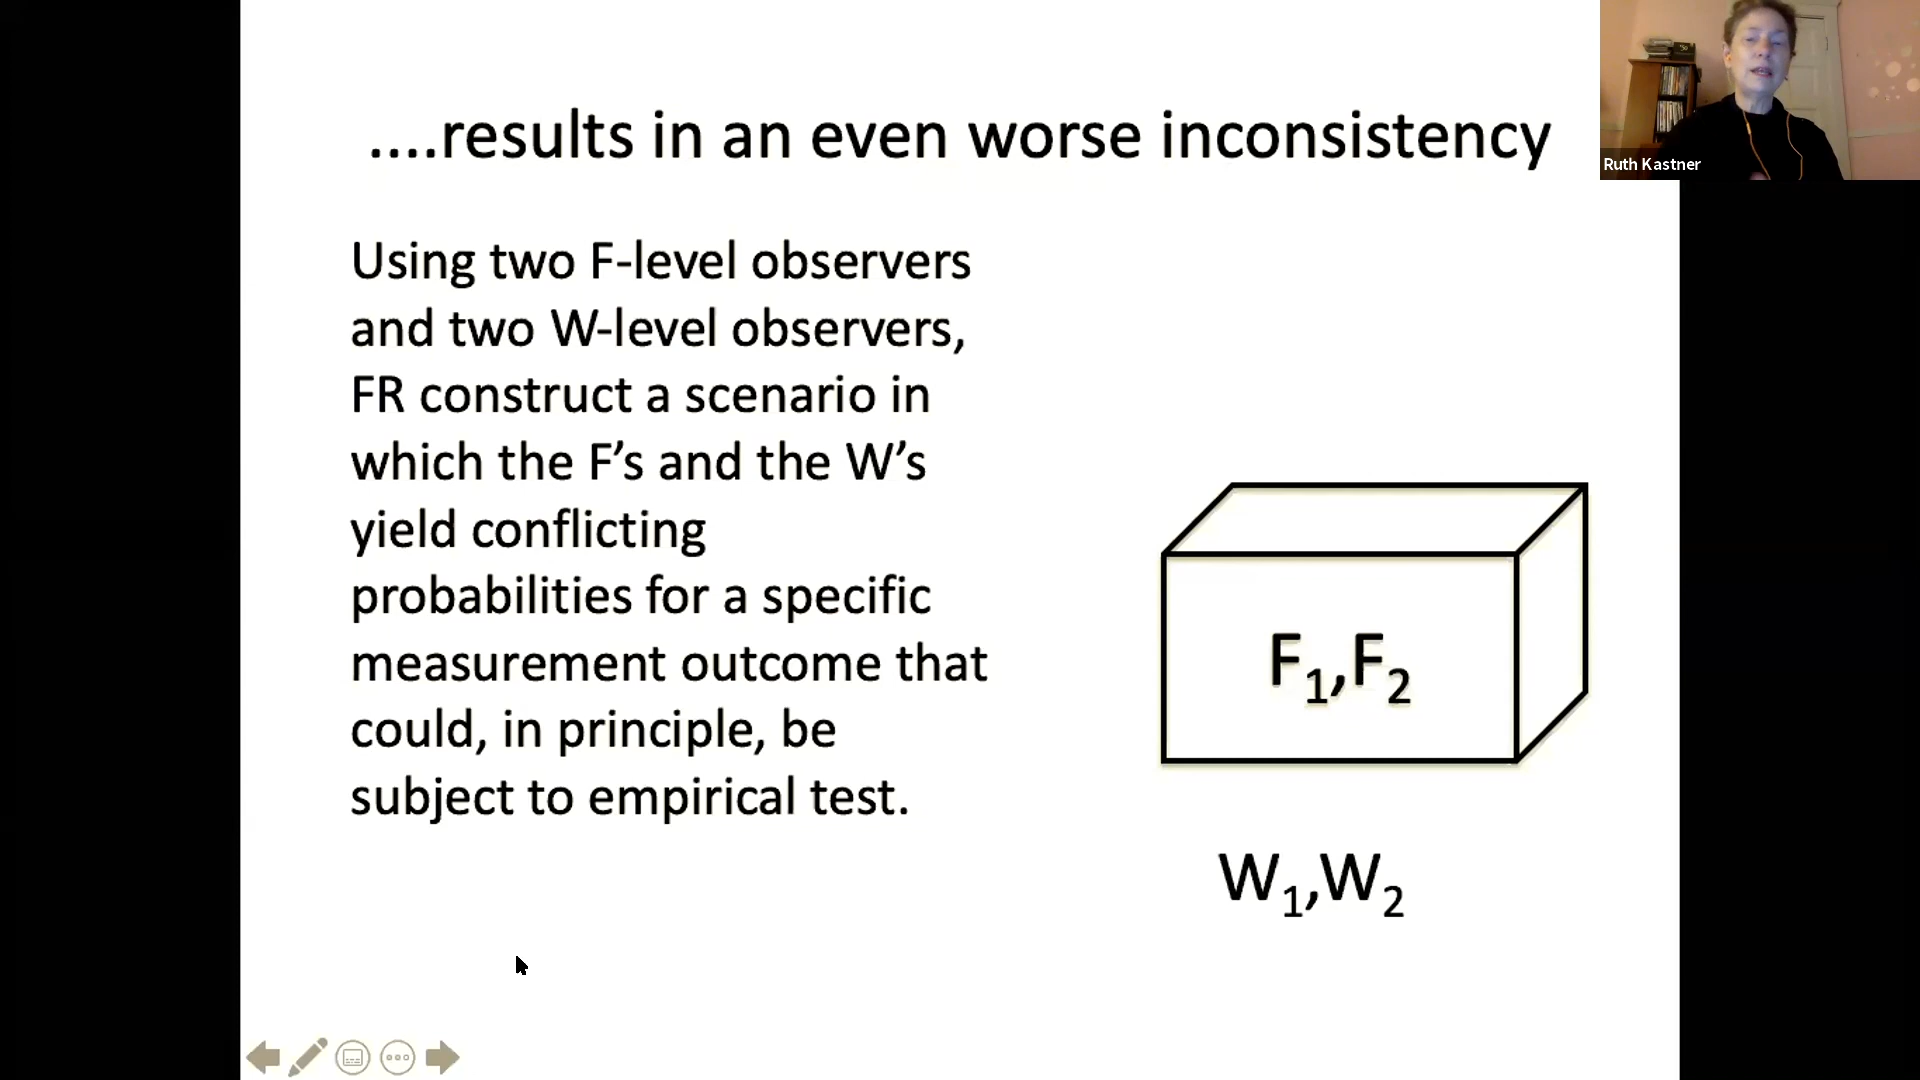 ....results in an even worse inconsistency
Ruth Kastner
Using two F-level observers
and two W-level observers,
FR construct a scenario in
which the F’s and the W’s
yield conflicting
probabilities for a specific
measurement outcome that
could, in principle, be
subject to empirical test.
F₁,F₂
W₁,W₂